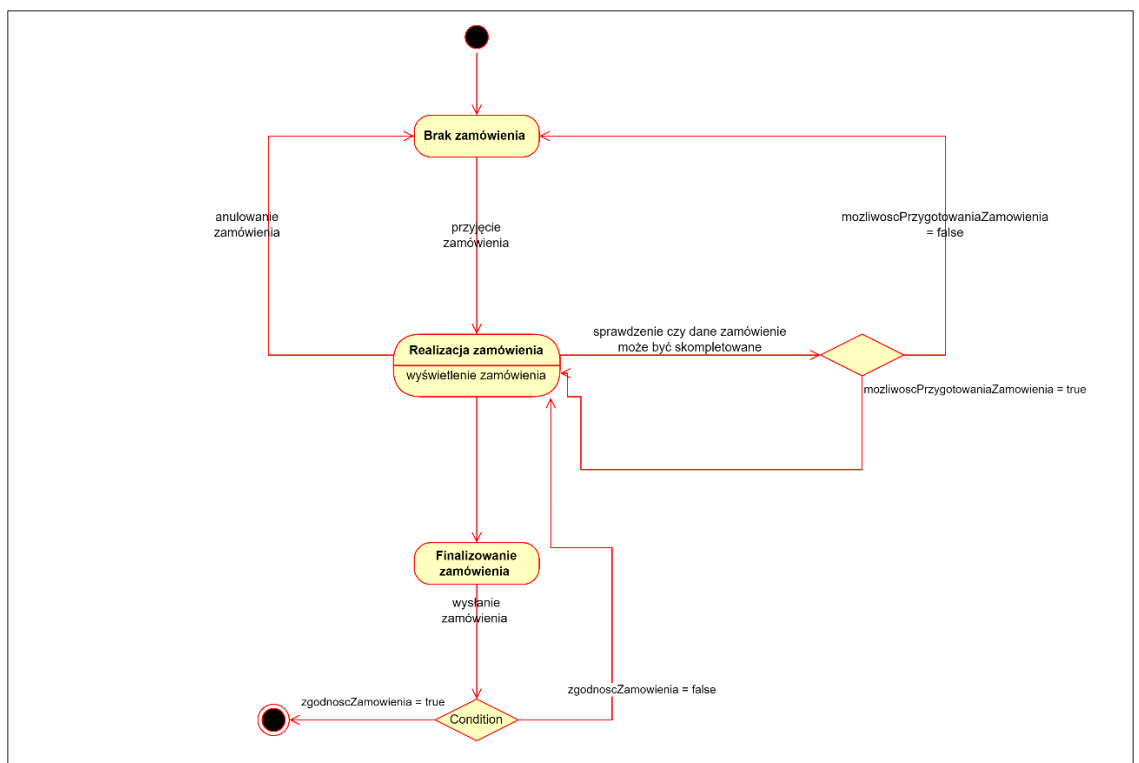 Brak zamówienia
anulowanie
zamówienia
przyjęcie
zamówienia
mozliwoscPrzygotowaniaZamowienia
= false
sprawdzenie czy dane zamówienie
może być skompletowane
Realizacja zamówienia
wyświetlenie zamówienia
mozliwoscPrzygotowaniaZamowienia = true
Finalizowanie
zamówienia
wysłanie
zamówienia
zgodnoscZamowienia = false
zgodnoscZamowienia = true
Condition